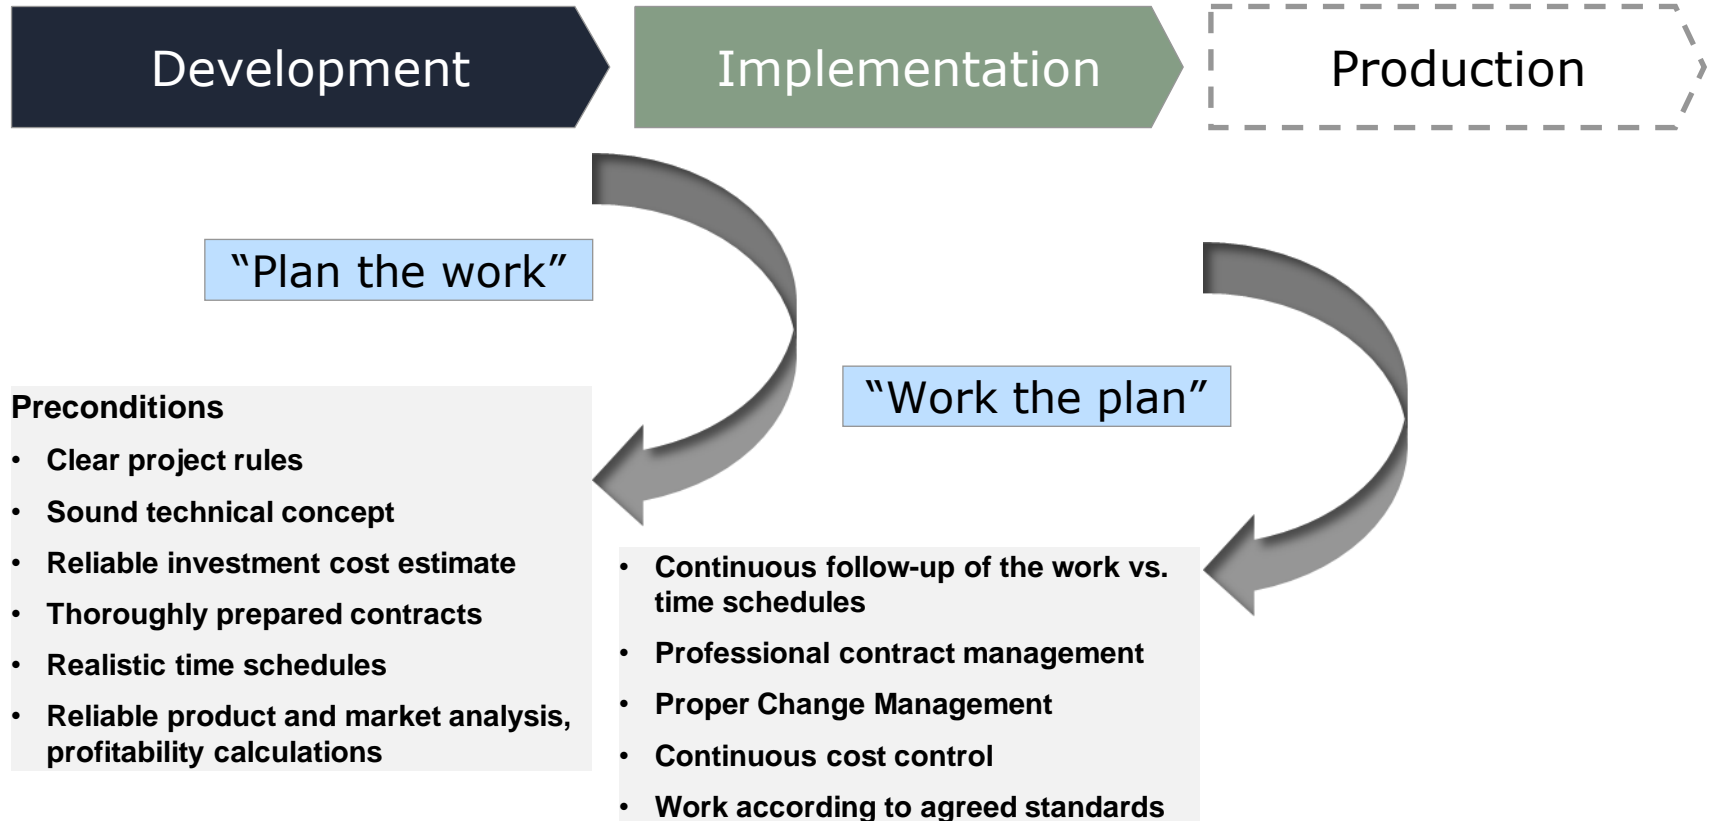 Development
Implementation
Production
“Plan the work”
“Work the plan”
Preconditions
• Clear project rules
• Sound technical concept
• Reliable investment cost estimate
• Thoroughly prepared contracts
• Realistic time schedules
• Reliable product and market analysis,
profitability calculations
• Continuous follow-up of the work vs.
time schedules
• Professional contract management
• Proper Change Management
• Continuous cost control
• Work according to agreed standards